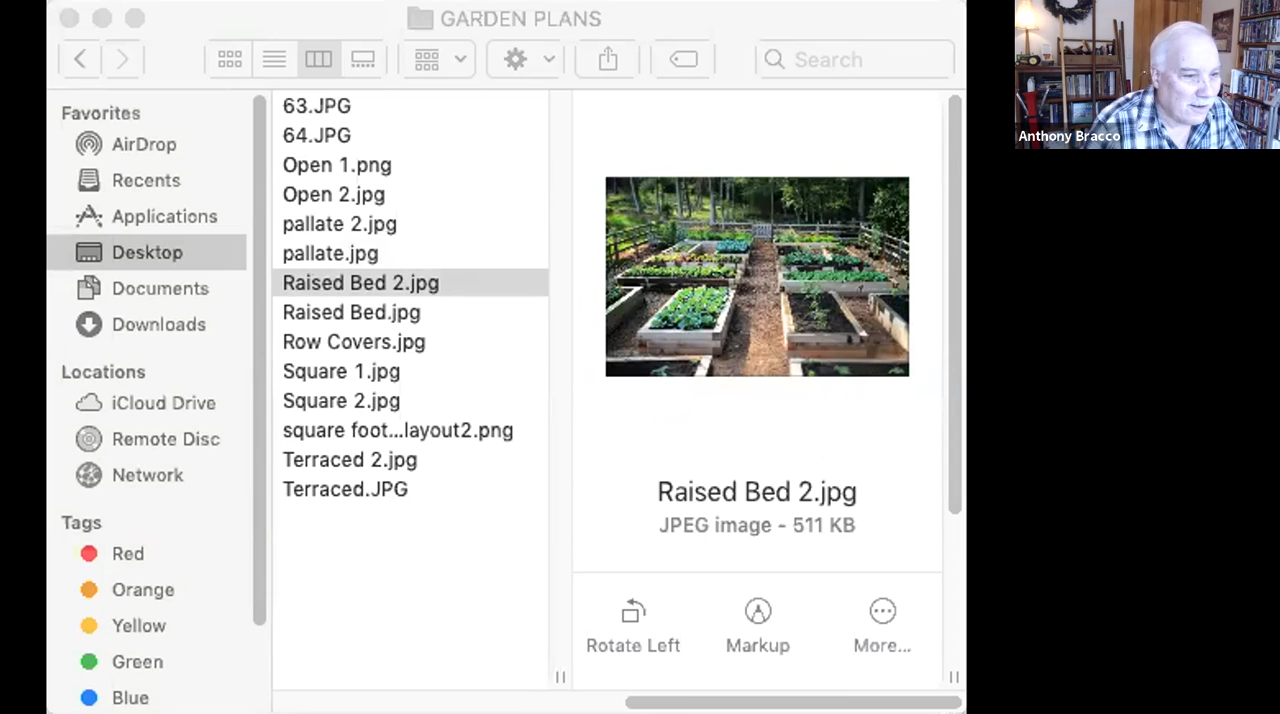 GARDEN PLANS
Search
Favorites
AirDrop
Recents
Applications
Desktop
Documents
Downloads
Locations
iCloud Drive
Remote Disc
Network
Tags
Red
Orange
Yellow
Green
Blue
63.JPG
64.JPG
Open 1.png
Open 2.jpg
pallate 2.jpg
pallate.jpg
Raised Bed 2.jpg
Raised Bed.jpg
Row Covers.jpg
Square 1.jpg
Square 2.jpg
square foot...layout2.png
Terraced 2.jpg
Terraced.JPG
Raised Bed 2.jpg
JPEG image - 511 KB
Rotate Left
Markup
More...
Anthony Bracco